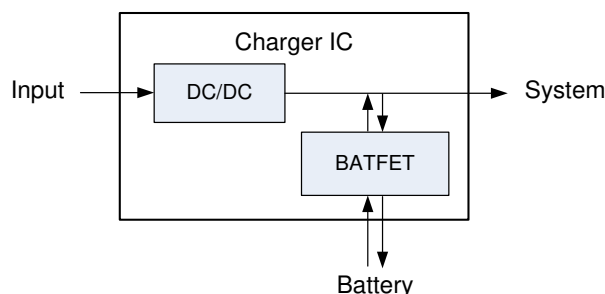 Charger IC
Input
DC/DC
System
BATFET
Battery